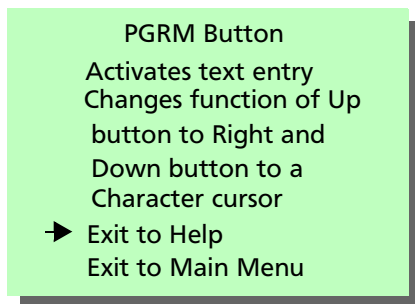 PGRM Button
Activates text entry
Changes function of Up
button to Right and
Down button to a
Character cursor
Exit to Help
Exit to Main Menu